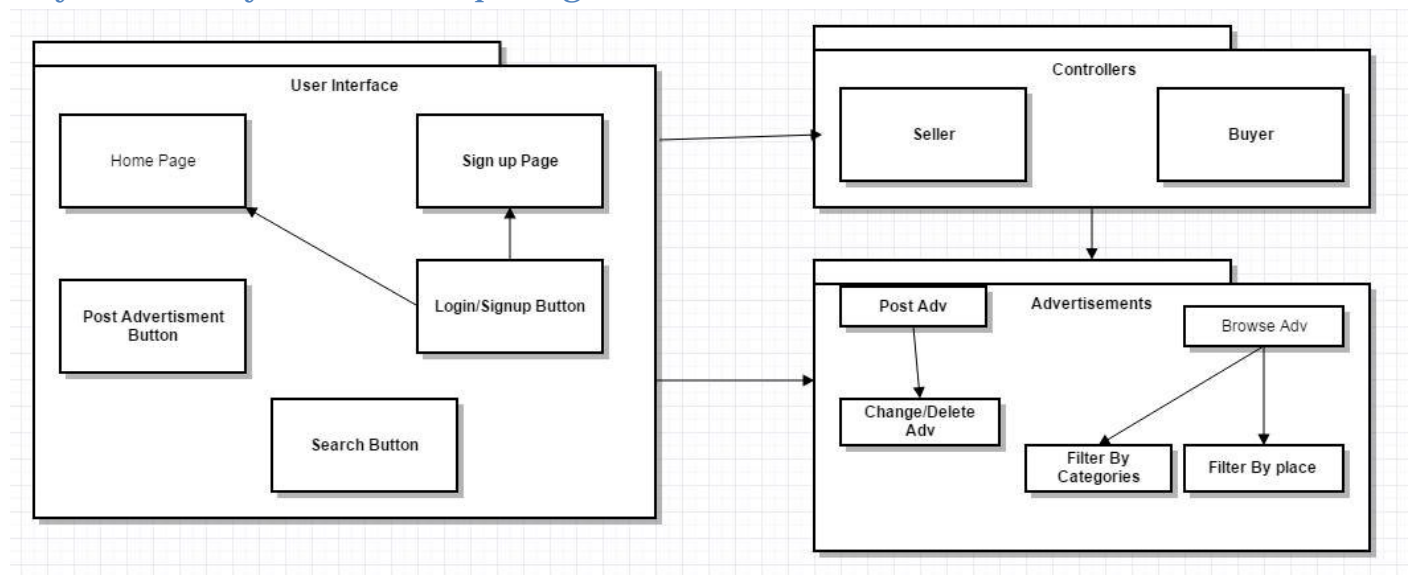 User Interface
Home Page
Sign up Page
Post Advertisment
Button
Login/Signup Button
Search Button
Controllers
Seller
Buyer
Advertisements
Post Adv
Browse Adv
Change/Delete
Adv
Filter By
Categories
Filter By place